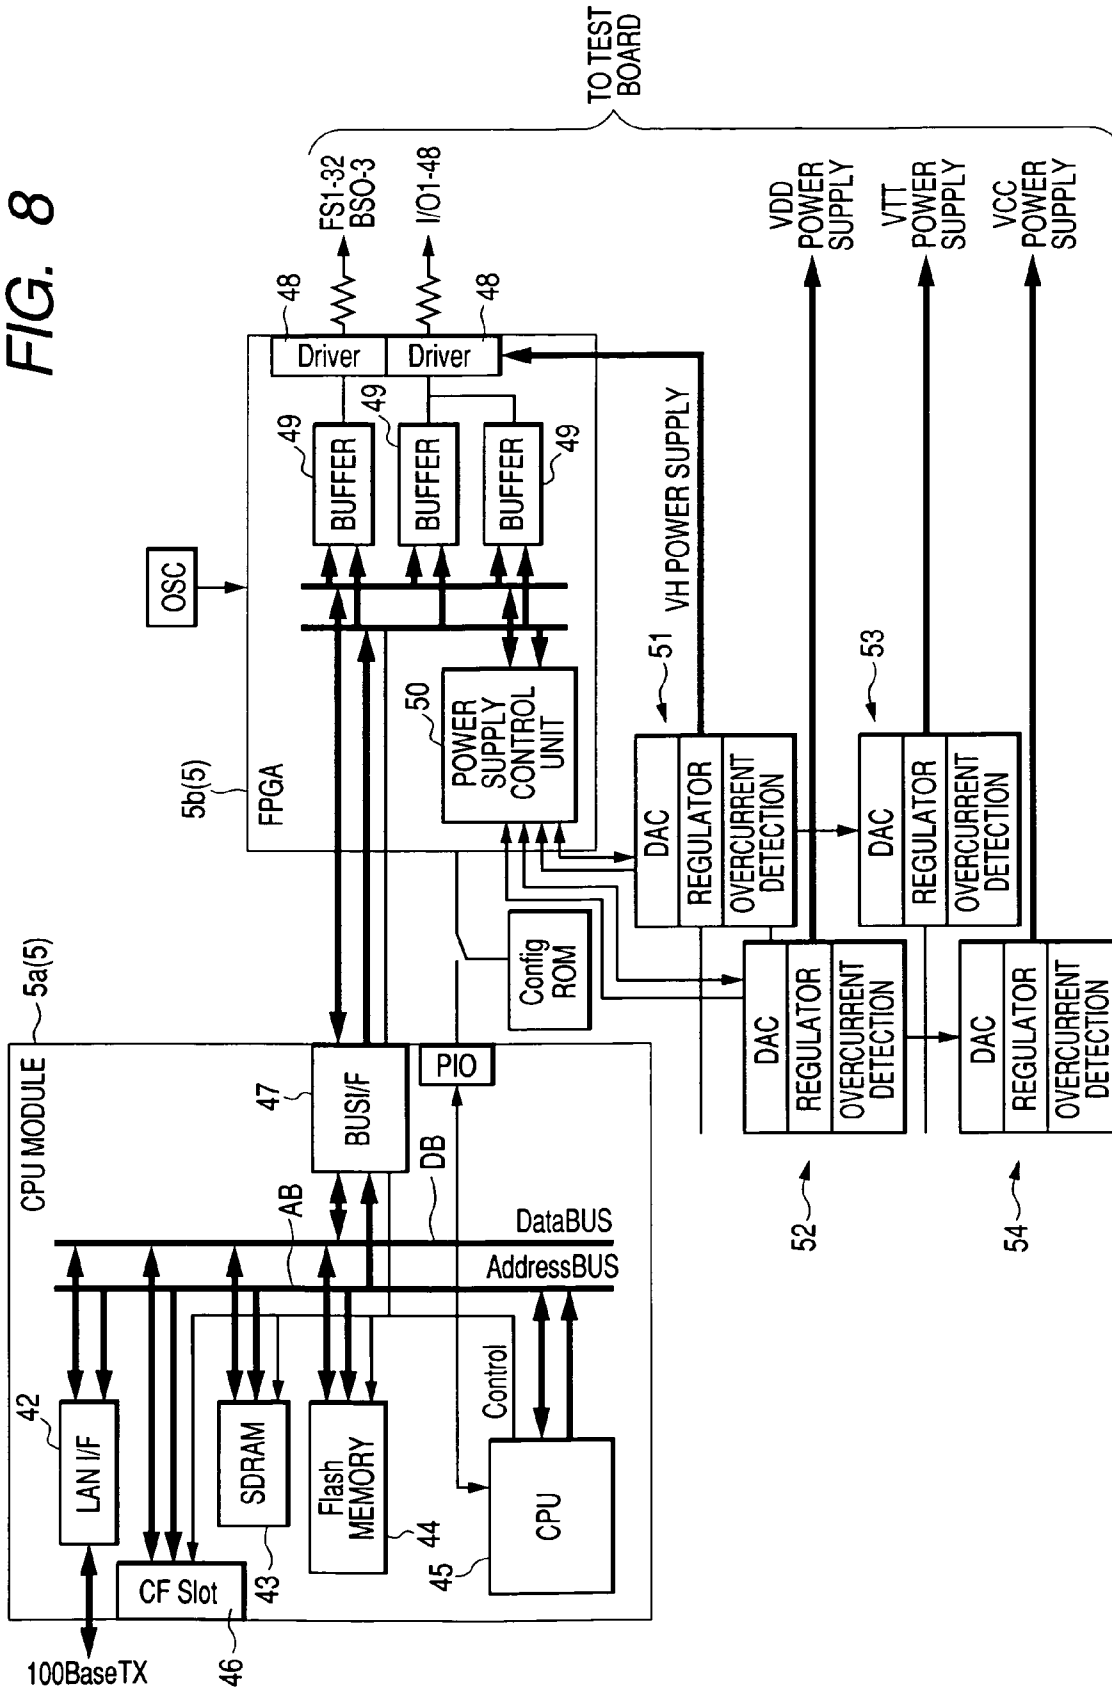 FIG. 8
CPU MODULE
5a(5)
100BaseTX
LAN I/F
42
CF Slot
46
SDRAM
43
Flash
MEMORY
44
CPU
45
Control
AddressBUS
DataBUS
AB
DB
BUSI/F
47
PIO
Config
ROM
5b(5)
FPGA
OSC
POWER
SUPPLY
CONTROL
UNIT
50
BUFFER
49
BUFFER
49
BUFFER
49
Driver
48
Driver
48
FS1-32
BSO-3
I/O1-48
TO TEST
BOARD
VH POWER SUPPLY
51
DAC
REGULATOR
OVERCURRENT
DETECTION
52
DAC
REGULATOR
OVERCURRENT
DETECTION
VDD
POWER
SUPPLY
53
DAC
REGULATOR
OVERCURRENT
DETECTION
VTT
POWER
SUPPLY
54
DAC
REGULATOR
OVERCURRENT
DETECTION
VCC
POWER
SUPPLY